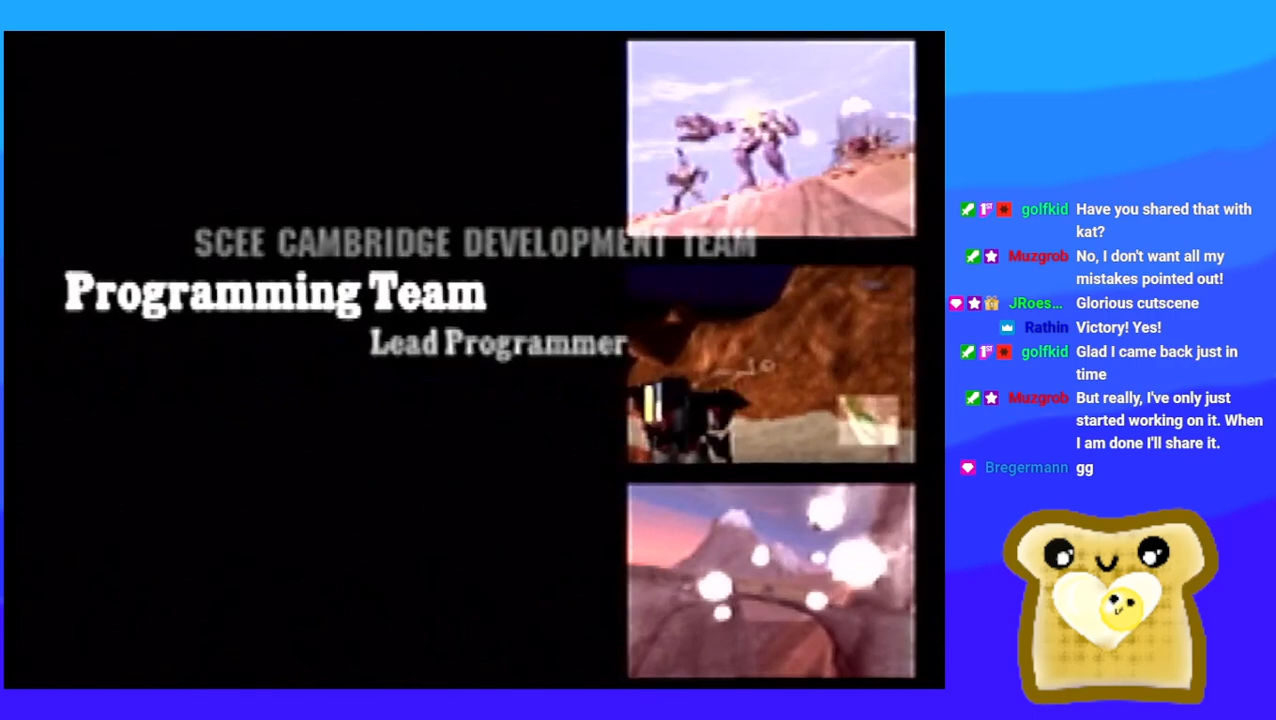 SCEE CAMBRIDGE DEVELOPMENT TEAM
Programming Team
Lead Programmer
golfkid Have you shared that with
kat?
Muzgrob No, I don't want all my
mistakes pointed out!
JRoes... Glorious cutscene
Rathin Victory! Yes!
golfkid Glad I came back just in
time
Muzgrob But really, I've only just
started working on it. When
I am done I'll share it.
Bregermann gg